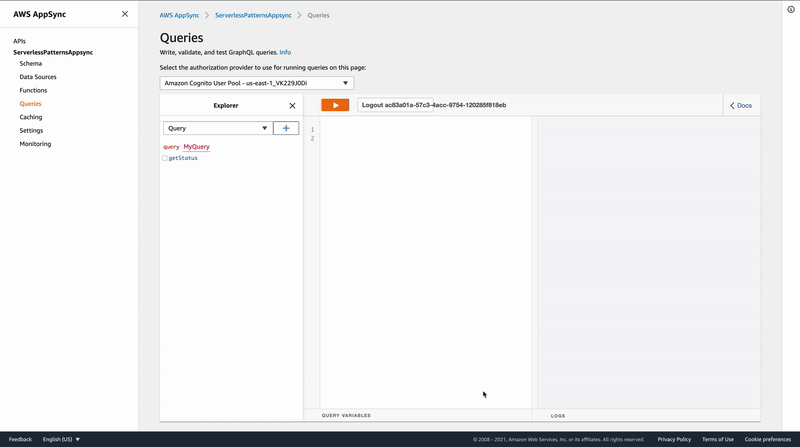 AWS AppSync
APIs
ServerlessPatternsAppsync
Schema
Data Sources
Functions
Queries
Caching
Settings
Monitoring
AWS AppSync > ServerlessPatternsAppsync > Queries
Queries
Write, validate, and test GraphQL queries. Info
Select the authorization provider to use for running queries on this page:
Amazon Cognito User Pool - us-east-1_VK229J0Di
Explorer
Logout ac83a01a-57c3-4acc-9754-120285f818eb
Docs
Query
query MyQuery
getStatus
1
2
QUERY VARIABLES
LOGS
Feedback
English (US)
© 2008 - 2021, Amazon Web Services, Inc. or its affiliates. All rights reserved.
Privacy Policy
Terms of Use
Cookie preferences